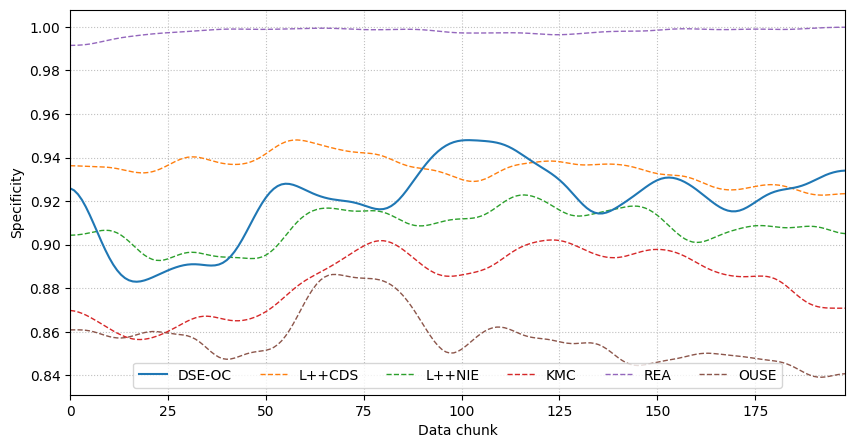 1.00
0.98
0.96
0.94
0.92
0.90
0.88
0.86
0.84
Specificity
DSE-OC L++CDS L++NIE KMC REA OUSE
0 25 50 75 100 125 150 175
Data chunk